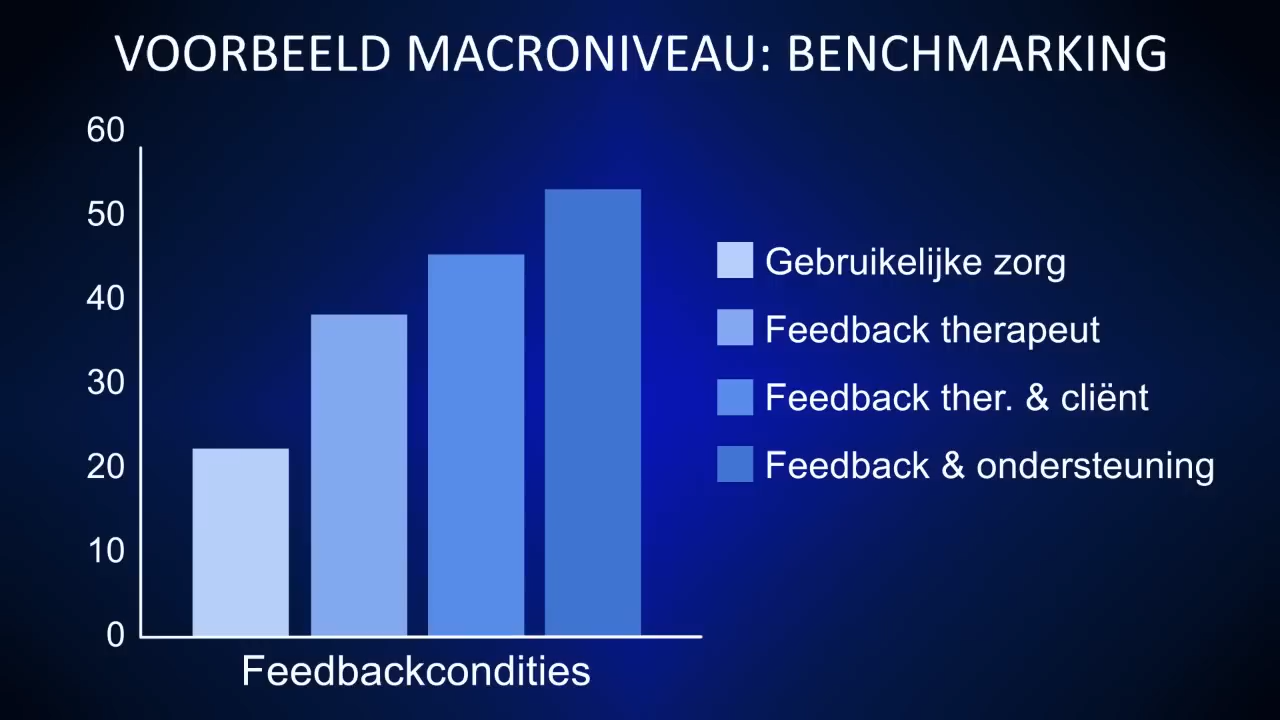 VOORBEELD MACRONIVEAU: BENCHMARKING
60
50
40
30
20
10
0
Feedbackcondities
Gebruikelijke zorg
Feedback therapeut
Feedback ther. & cliënt
Feedback & ondersteuning